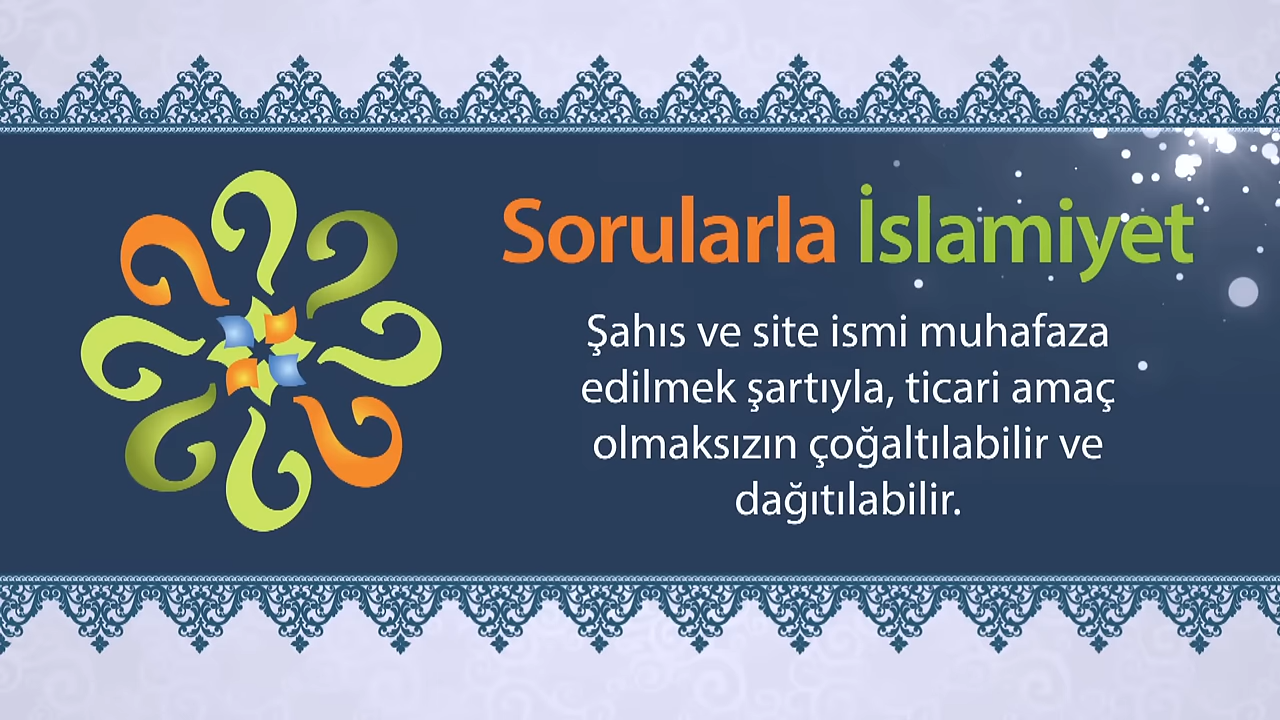 Sorularla İslamiyet
Şahıs ve site ismi muhafaza
edilmek şartıyla, ticari amaç
olmaksızın çoğaltılabilir ve
dağıtılabilir.